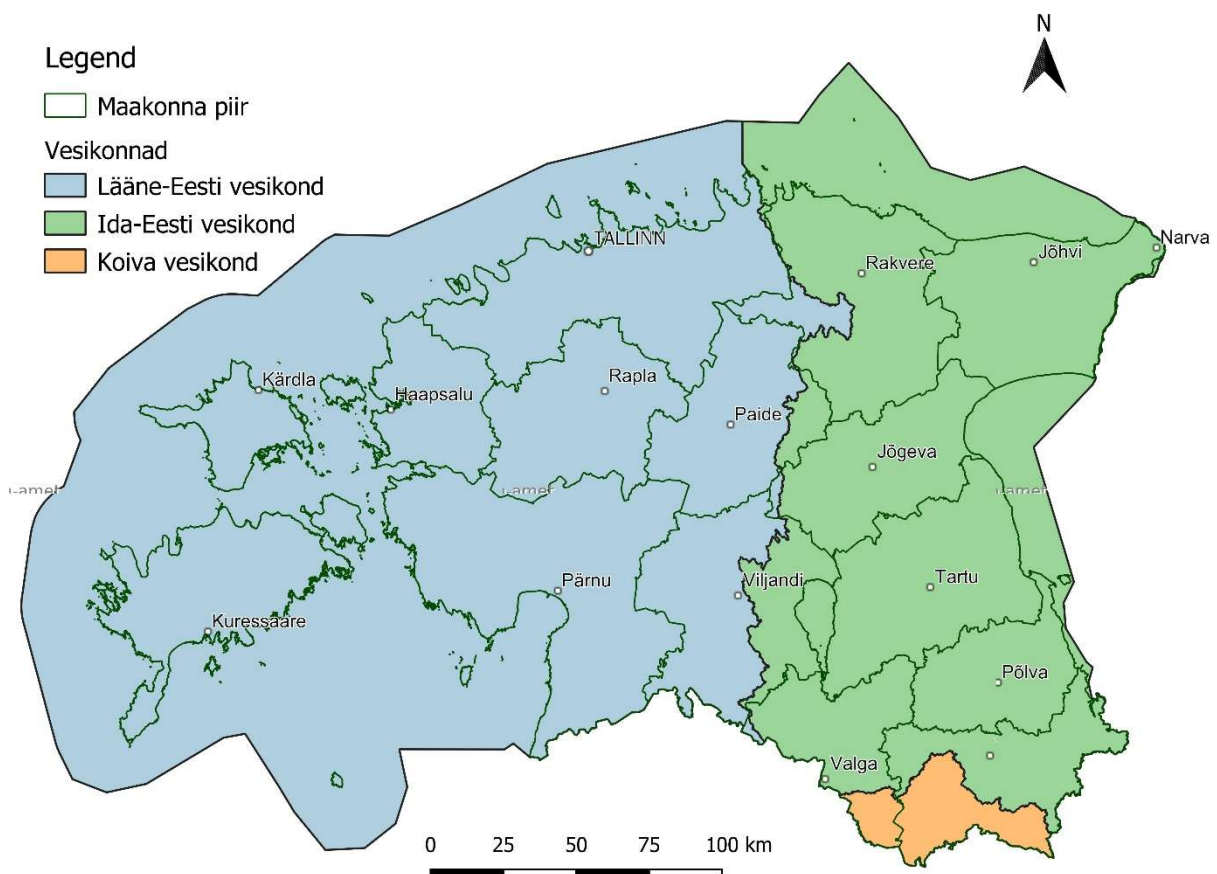 N
Legend
Maakonna piir
Vesikonnad
Lääne-Eesti vesikond
Ida-Eesti vesikond
Koiva vesikond
TALLINN
Narva
Jõhvi
Rakvere
Kärdla
Haapsalu
Rapla
Paide
Jõgeva
Pärnu
Viljandi
Tartu
Kuressaare
Põlva
Valga
0 25 50 75 100 km